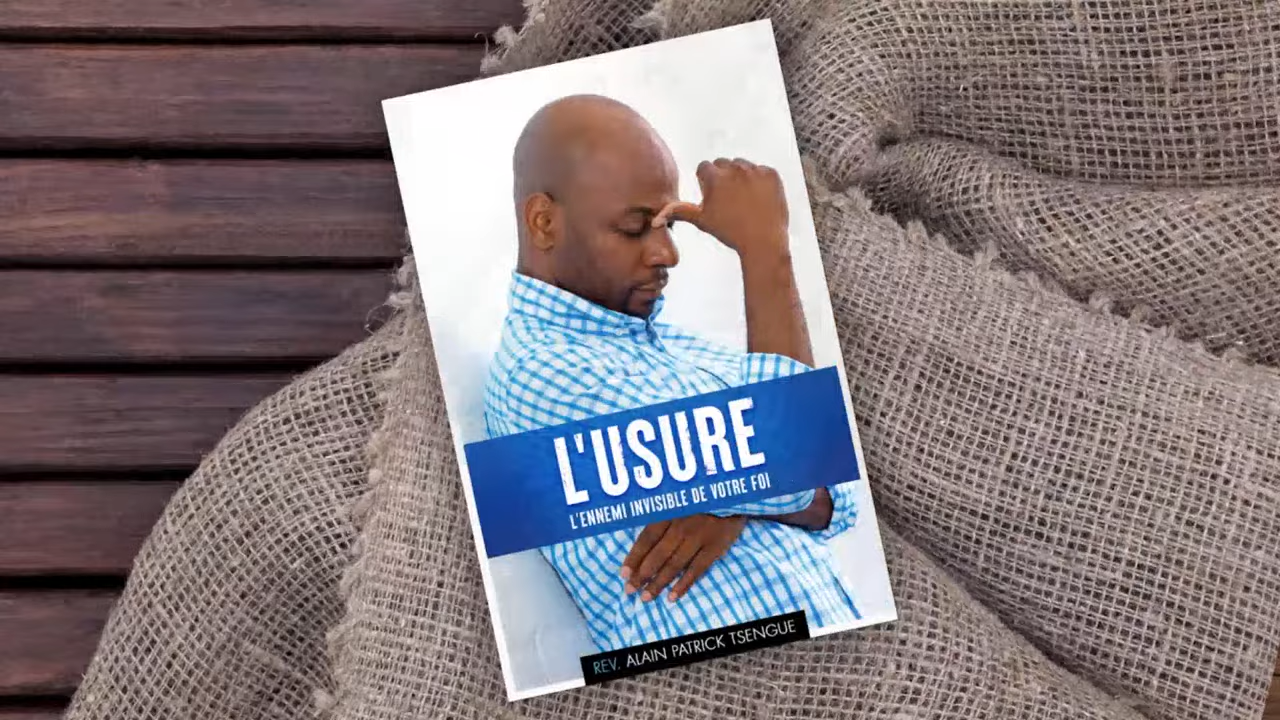 L'USURE
L'ENNEMI INVISIBLE DE VOTRE FOI
REV. ALAIN PATRICK TSENGUE